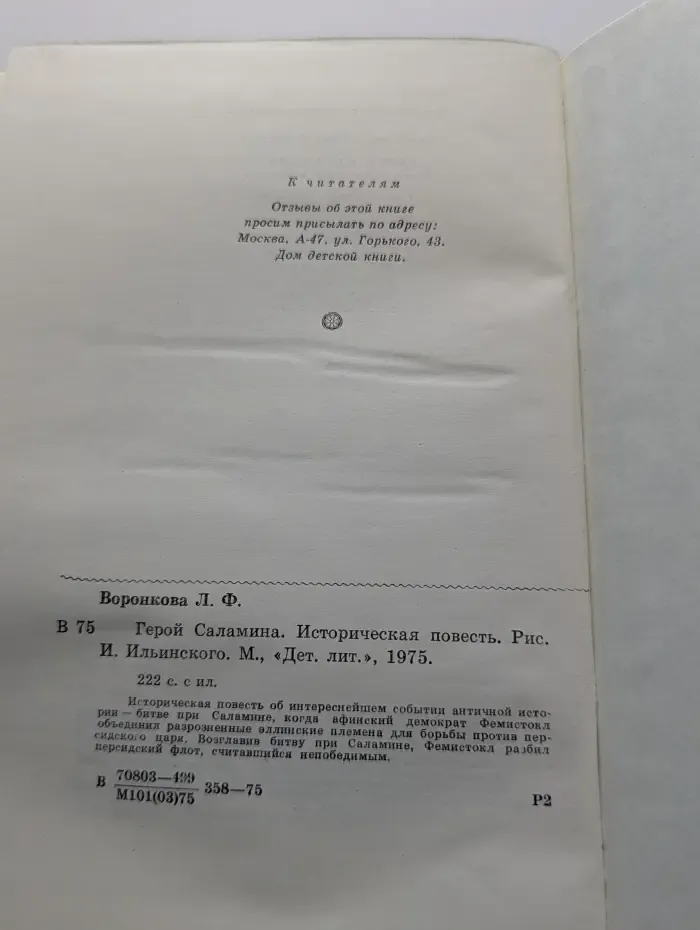 К читателям
Отзывы об этой книге
просим присылать по адресу:
Москва, А-47, ул. Горького, 43.
Дом детской книги.
Воронкова Л. Ф.
В 75 Герой Саламина. Историческая повесть. Рис.
И. Ильинского. М., «Дет. лит.», 1975.
222 с. с ил.
Историческая повесть об интереснейшем событии античной исто-
рии — битве при Саламине, когда афинский демократ Фемистокл
объединил разрозненные эллинские племена для борьбы против пер-
сидского царя. Возглавив битву при Саламине, Фемистокл разбил
персидский флот, считавшийся непобедимым.
В 70803—499
М101(03)75 358—75
Р2